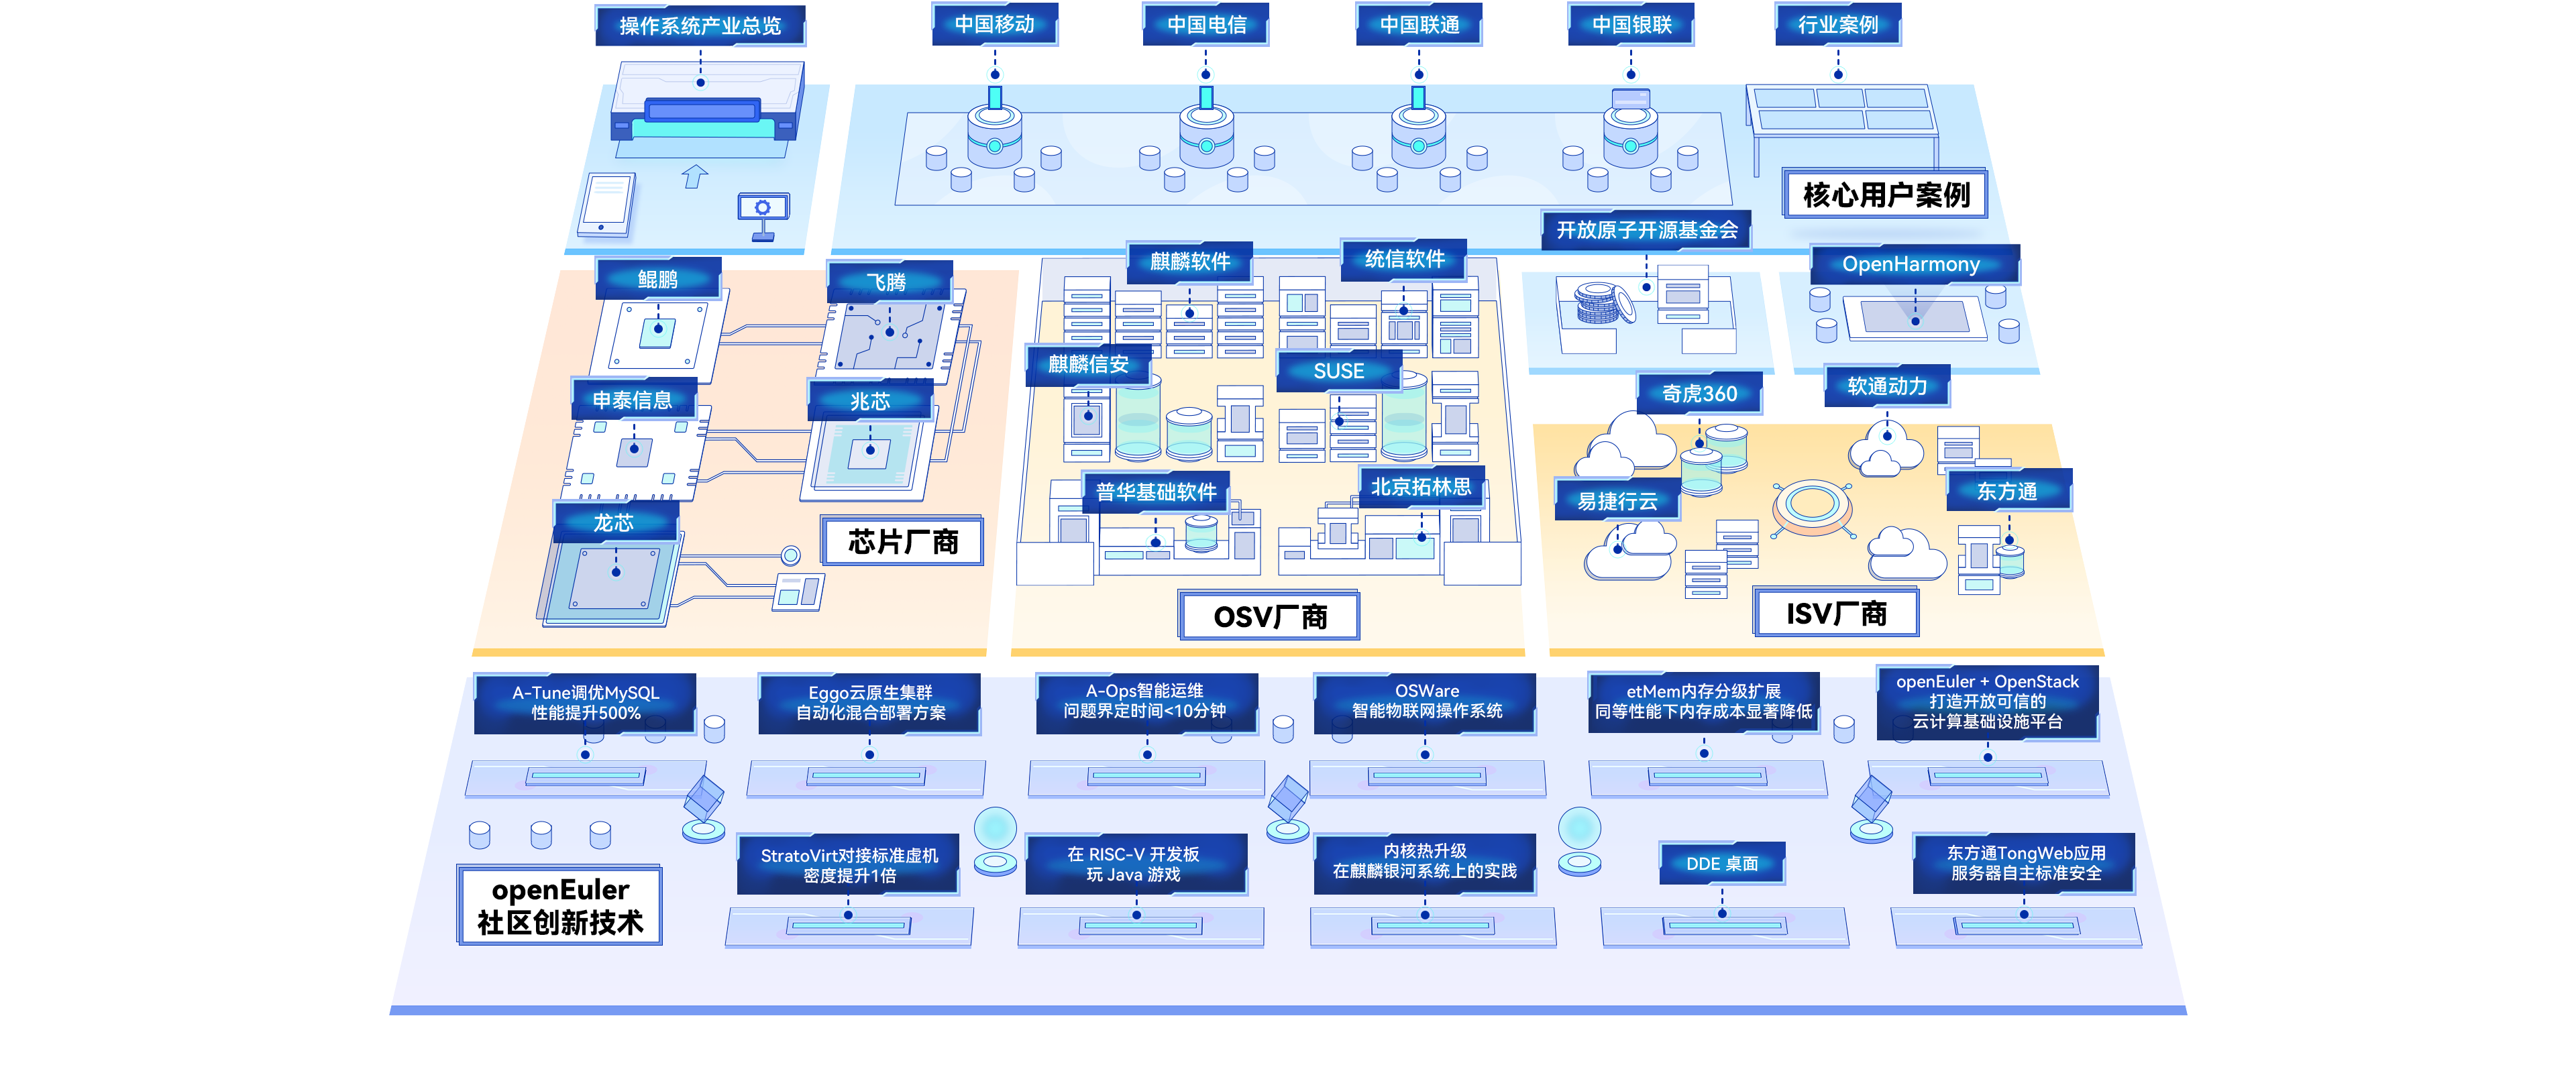 操作系统产业总览
中国移动
中国电信
中国联通
中国银联
行业案例
核心用户案例
开放原子开源基金会
OpenHarmony
鲲鹏
飞腾
申泰信息
兆芯
龙芯
芯片厂商
麒麟软件
统信软件
麒麟信安
SUSE
普华基础软件
北京拓林思
OSV厂商
奇虎360
软通动力
易捷行云
东方通
ISV厂商
A-Tune调优MySQL
性能提升500%
Eggo云原生集群
自动化混合部署方案
A-Ops智能运维
问题界定时间<10分钟
OSWare
智能物联网操作系统
etMem内存分级扩展
同等性能下内存成本显著降低
openEuler + OpenStack
打造开放可信的
云计算基础设施平台
openEuler
社区创新技术
StratoVirt对接标准虚机
密度提升1倍
在 RISC-V 开发板
玩 Java 游戏
内核热升级
在麒麟银河系统上的实践
DDE 桌面
东方通TongWeb应用
服务器自主标准安全